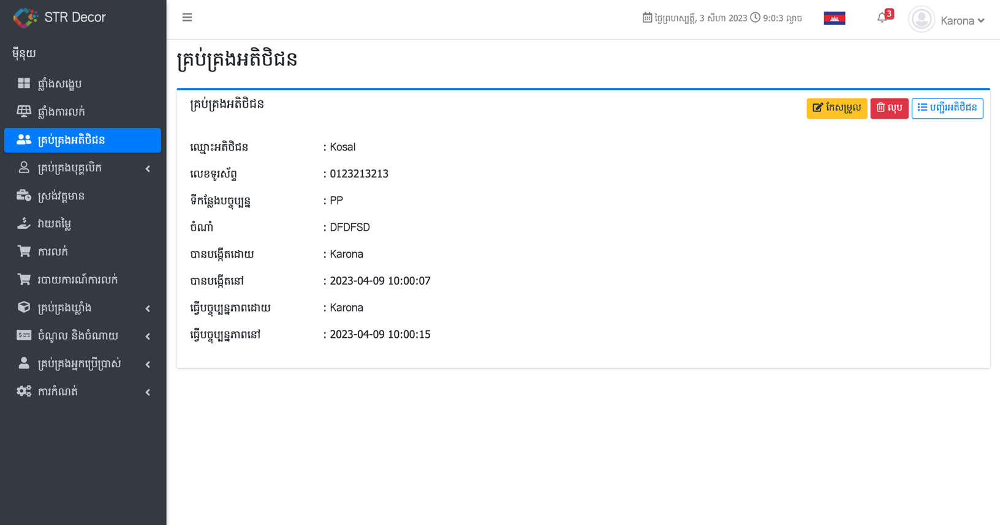 STR Decor
ម៉ឺនុយ
ផ្ទាំងសង្ខេប
ផ្ទាំងការលក់
គ្រប់គ្រងអតិថិជន
គ្រប់គ្រងបុគ្គលិក
ស្រង់វត្តមាន
វាយតម្លៃ
ការលក់
របាយការណ៍ការលក់
គ្រប់គ្រងឃ្លាំង
ចំណូល និងចំណាយ
គ្រប់គ្រងអ្នកប្រើប្រាស់
ការកំណត់
ថ្ងៃព្រហស្បត្តិ៍, 3 សីហា 2023 9:0:3 ល្ងាច
3
Karona
គ្រប់គ្រងអតិថិជន
គ្រប់គ្រងអតិថិជន
កែសម្រួល លុប បញ្ជីរអតិថិជន
ឈ្មោះអតិថិជន : Kosal
លេខទូរស័ព្ទ : 0123213213
ទីកន្លែងបច្ចុប្បន្ន : PP
ចំណាំ : DFDFSD
បានបង្កើតដោយ : Karona
បានបង្កើតនៅ : 2023-04-09 10:00:07
ធ្វើបច្ចុប្បន្នភាពដោយ : Karona
ធ្វើបច្ចុប្បន្នភាពនៅ : 2023-04-09 10:00:15